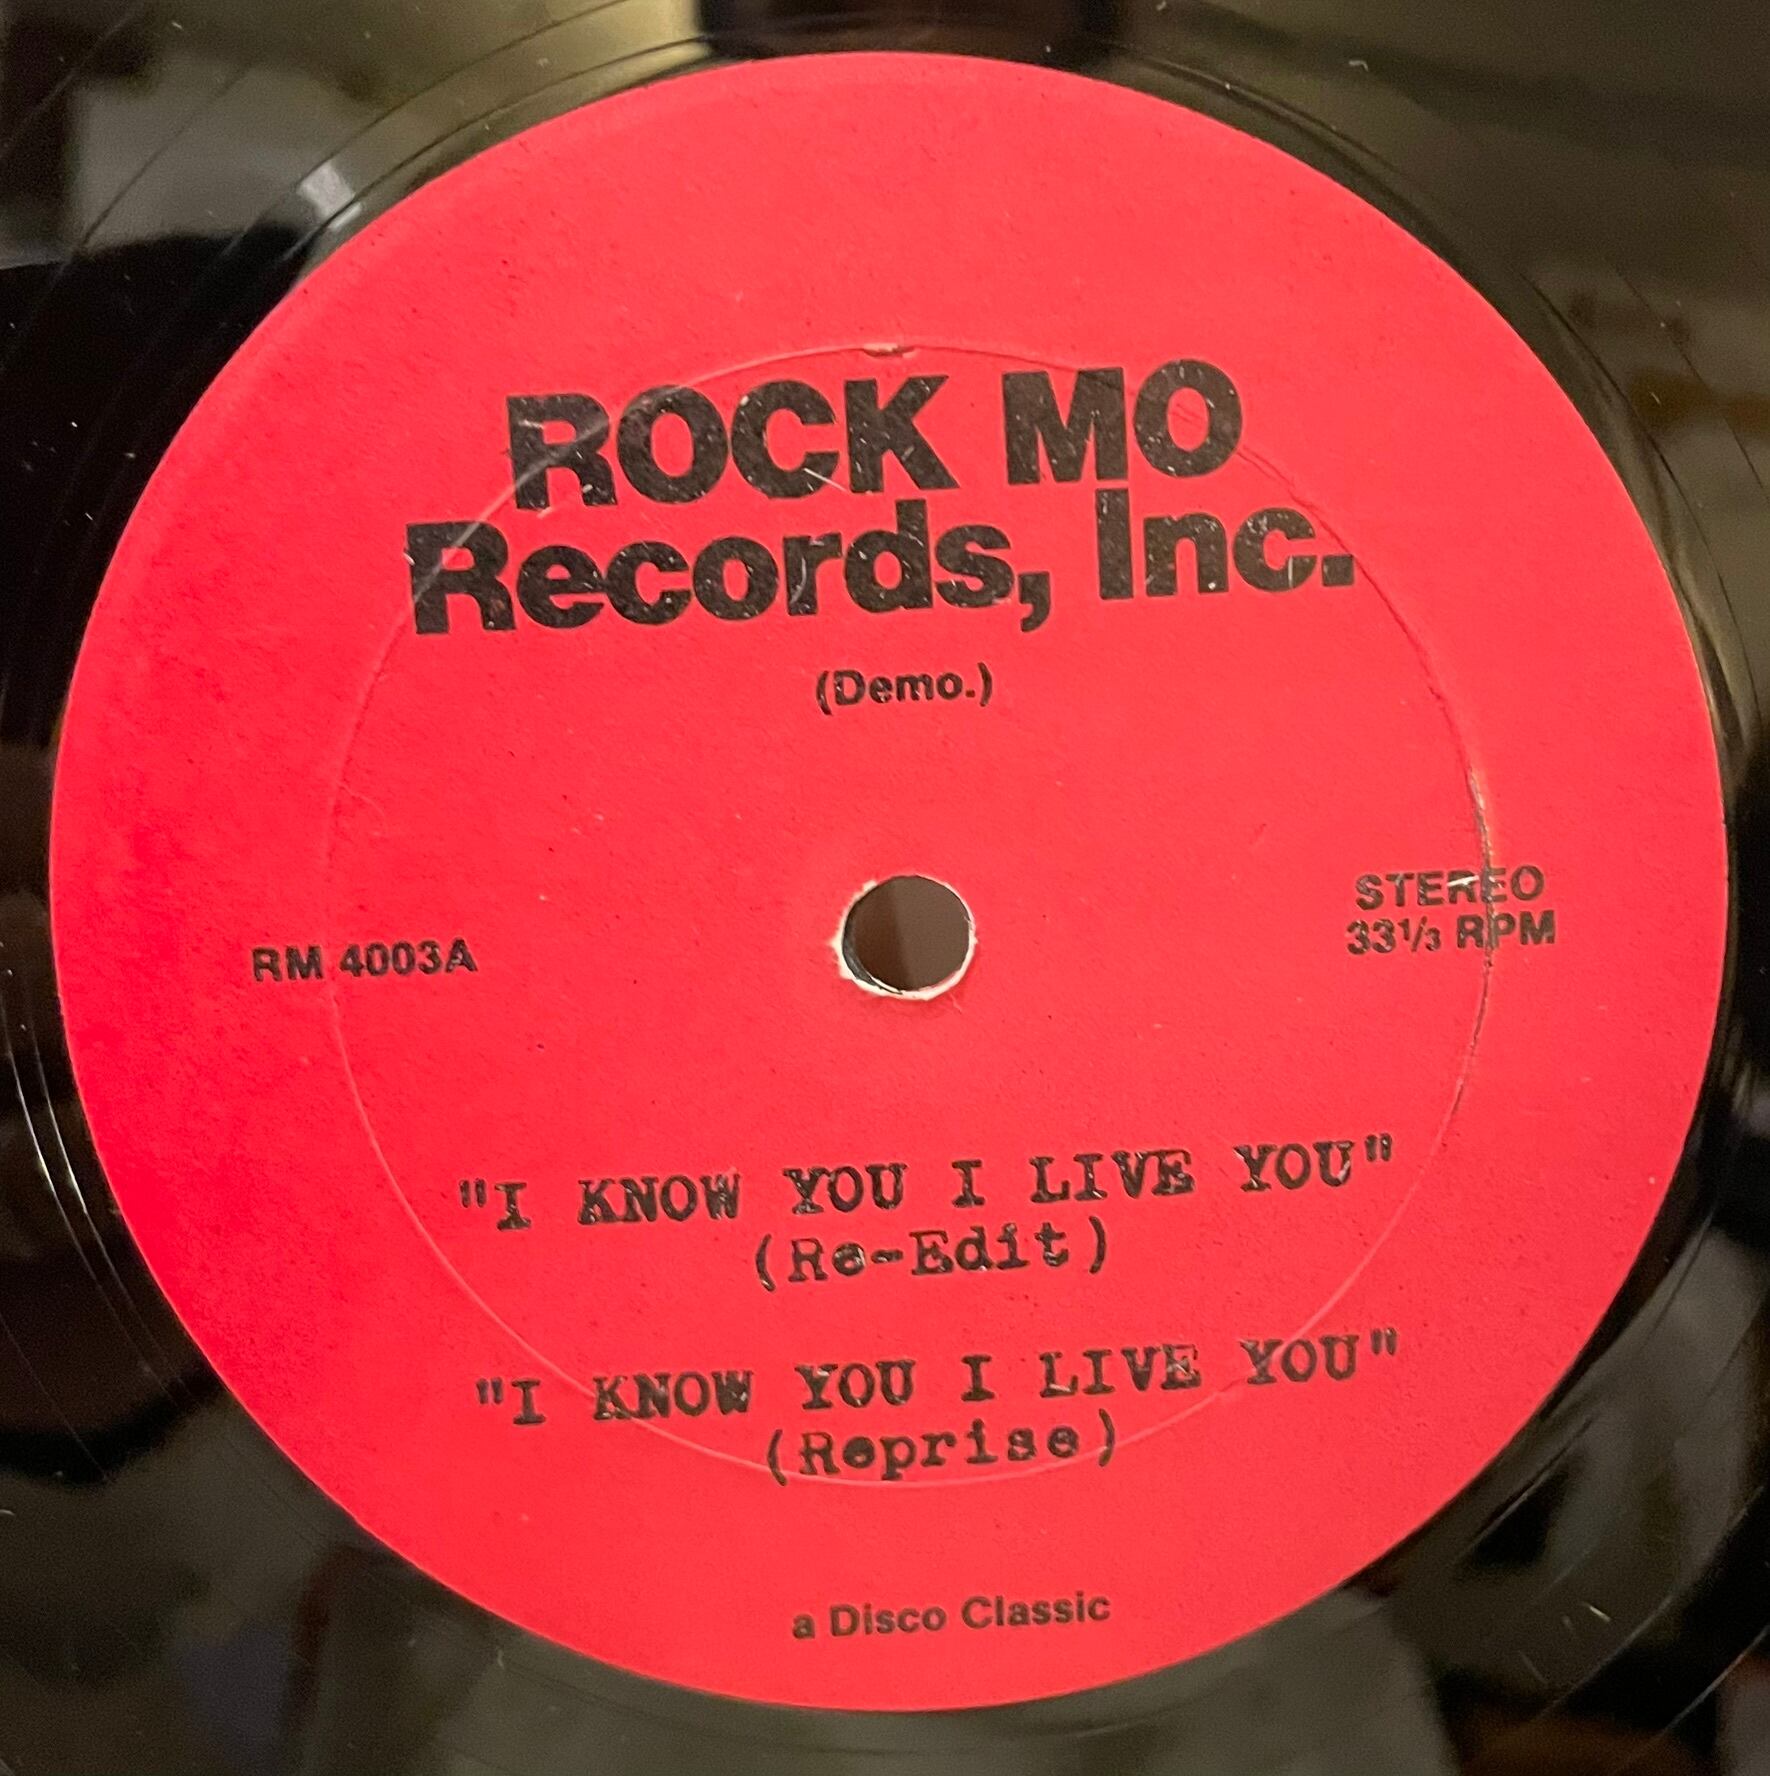 ROCK MO
Records, Inc.
(Demo.)
STEREO
33⅓ RPM
RM 4003A
"I KNOW YOU I LIVE YOU"
(Re-Edit)
"I KNOW YOU I LIVE YOU"
(Reprise)
a Disco Classic